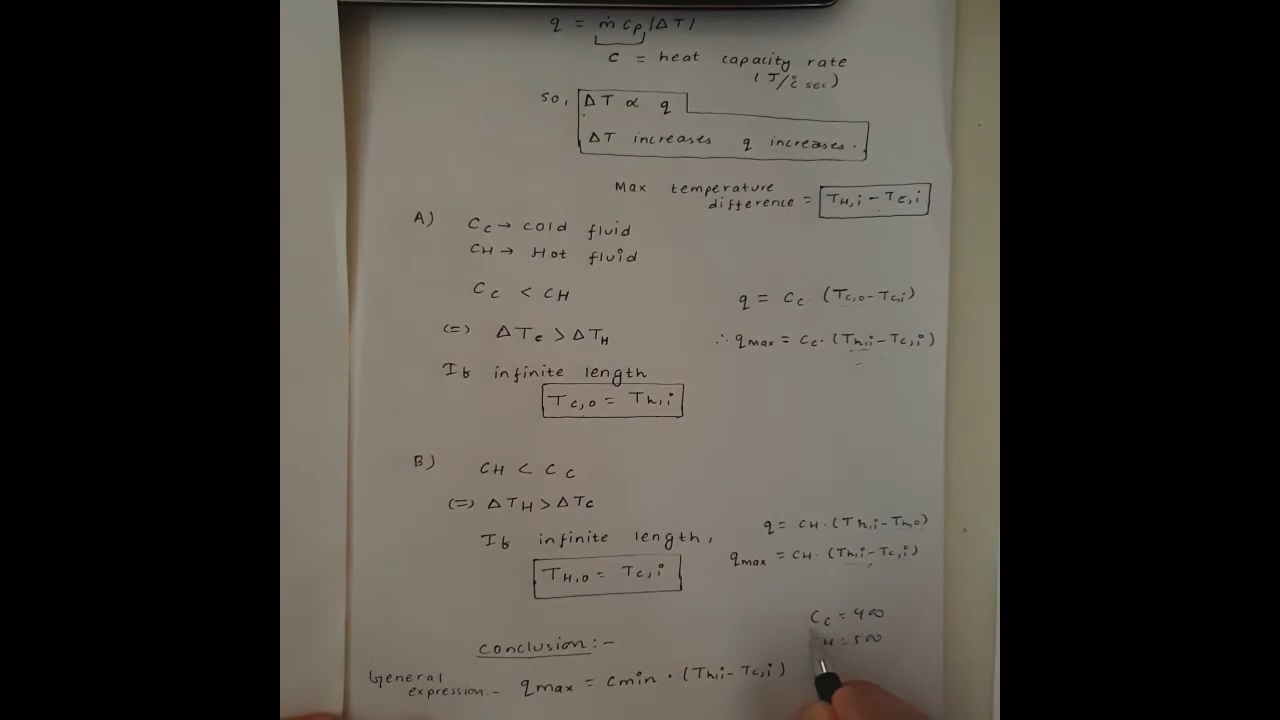 q = ṁ cp |ΔT|
C = heat capacity rate
(J/°c sec)
so, ΔT ∝ q
ΔT increases q increases.
Max temperature
difference = TH,i - Tc,i
A) Cc → cold fluid
CH → Hot fluid
Cc < CH
q = Cc. (Tc,o - Tc,i)
(=) ΔTc > ΔTH
∴ qmax = Cc. (Th,i - Tc,i)
If infinite length
Tc,o = Th,i
B) CH < Cc
(=) ΔTH > ΔTc
q = CH. (Th,i - Th,o)
If infinite length,
qmax = CH. (Th,i - Tc,i)
TH,o = Tc,i
Cc = 400
H = 500
Conclusion :-
General
expression.- qmax = Cmin . (Th,i - Tc,i)